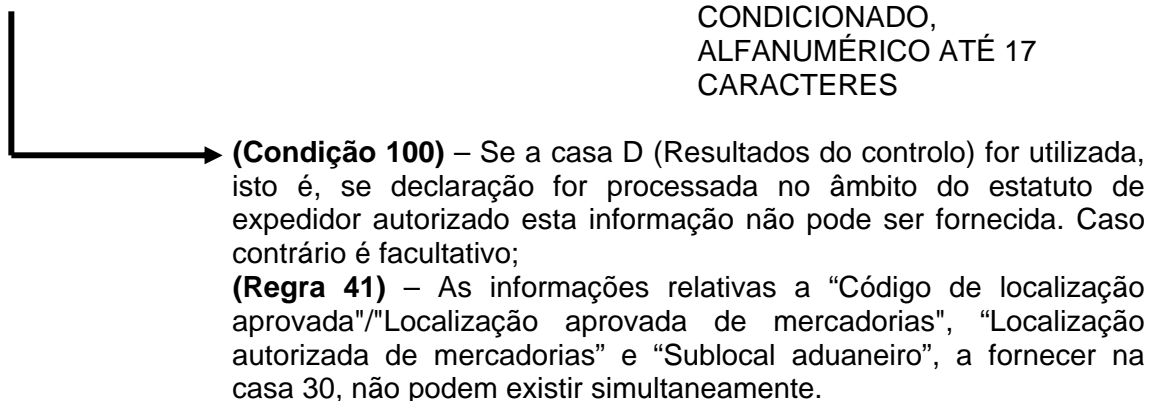 CONDICIONADO,
ALFANUMÉRICO ATÉ 17
CARACTERES
(Condição 100) – Se a casa D (Resultados do controlo) for utilizada,
isto é, se declaração for processada no âmbito do estatuto de
expedidor autorizado esta informação não pode ser fornecida. Caso
contrário é facultativo;
(Regra 41) – As informações relativas a “Código de localização
aprovada"/"Localização aprovada de mercadorias", “Localização
autorizada de mercadorias” e “Sublocal aduaneiro”, a fornecer na
casa 30, não podem existir simultaneamente.